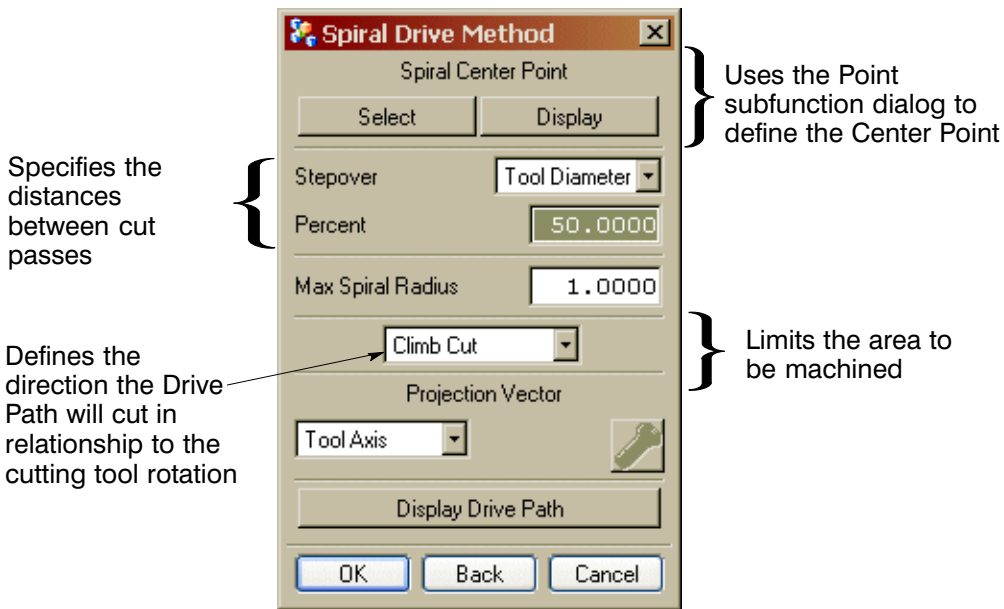 Spiral Drive Method
Spiral Center Point
Select Display
Uses the Point
subfunction dialog to
define the Center Point
Specifies the
distances
between cut
passes
Stepover Tool Diameter
Percent 50.0000
Max Spiral Radius 1.0000
Climb Cut
Limits the area to
be machined
Defines the
direction the Drive
Path will cut in
relationship to the
cutting tool rotation
Projection Vector
Tool Axis
Display Drive Path
OK Back Cancel